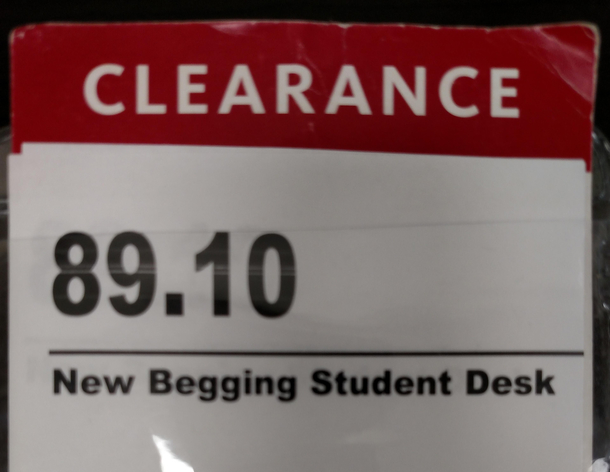 CLEARANCE
89.10
New Begging Student Desk